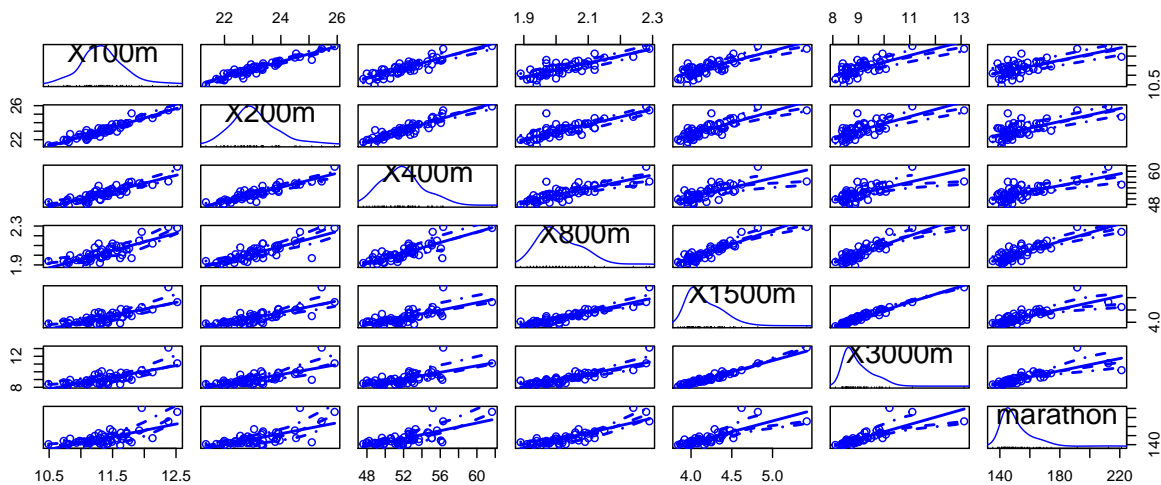 22 24 26
1.9 2.1 2.3
8 9 11 13
X100m
10.5
22 26
X200m
X400m
48 60
1.9 2.3
X800m
X1500m
4.0
8 12
X3000m
marathon
140
10.5 11.5 12.5
48 52 56 60
4.0 4.5 5.0
140 180 220